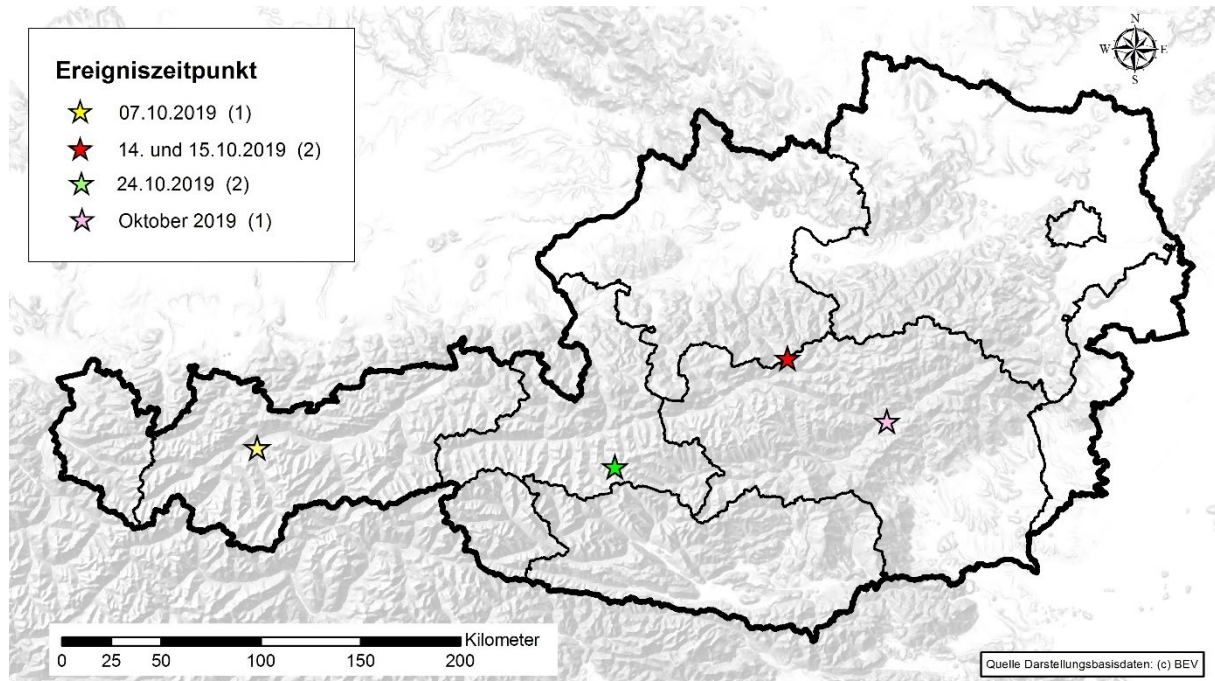 Ereigniszeitpunkt
07.10.2019 (1)
14. und 15.10.2019 (2)
24.10.2019 (2)
Oktober 2019 (1)
N
W E
S
Kilometer
0 25 50 100 150 200
Quelle Darstellungsbasisdaten: (c) BEV